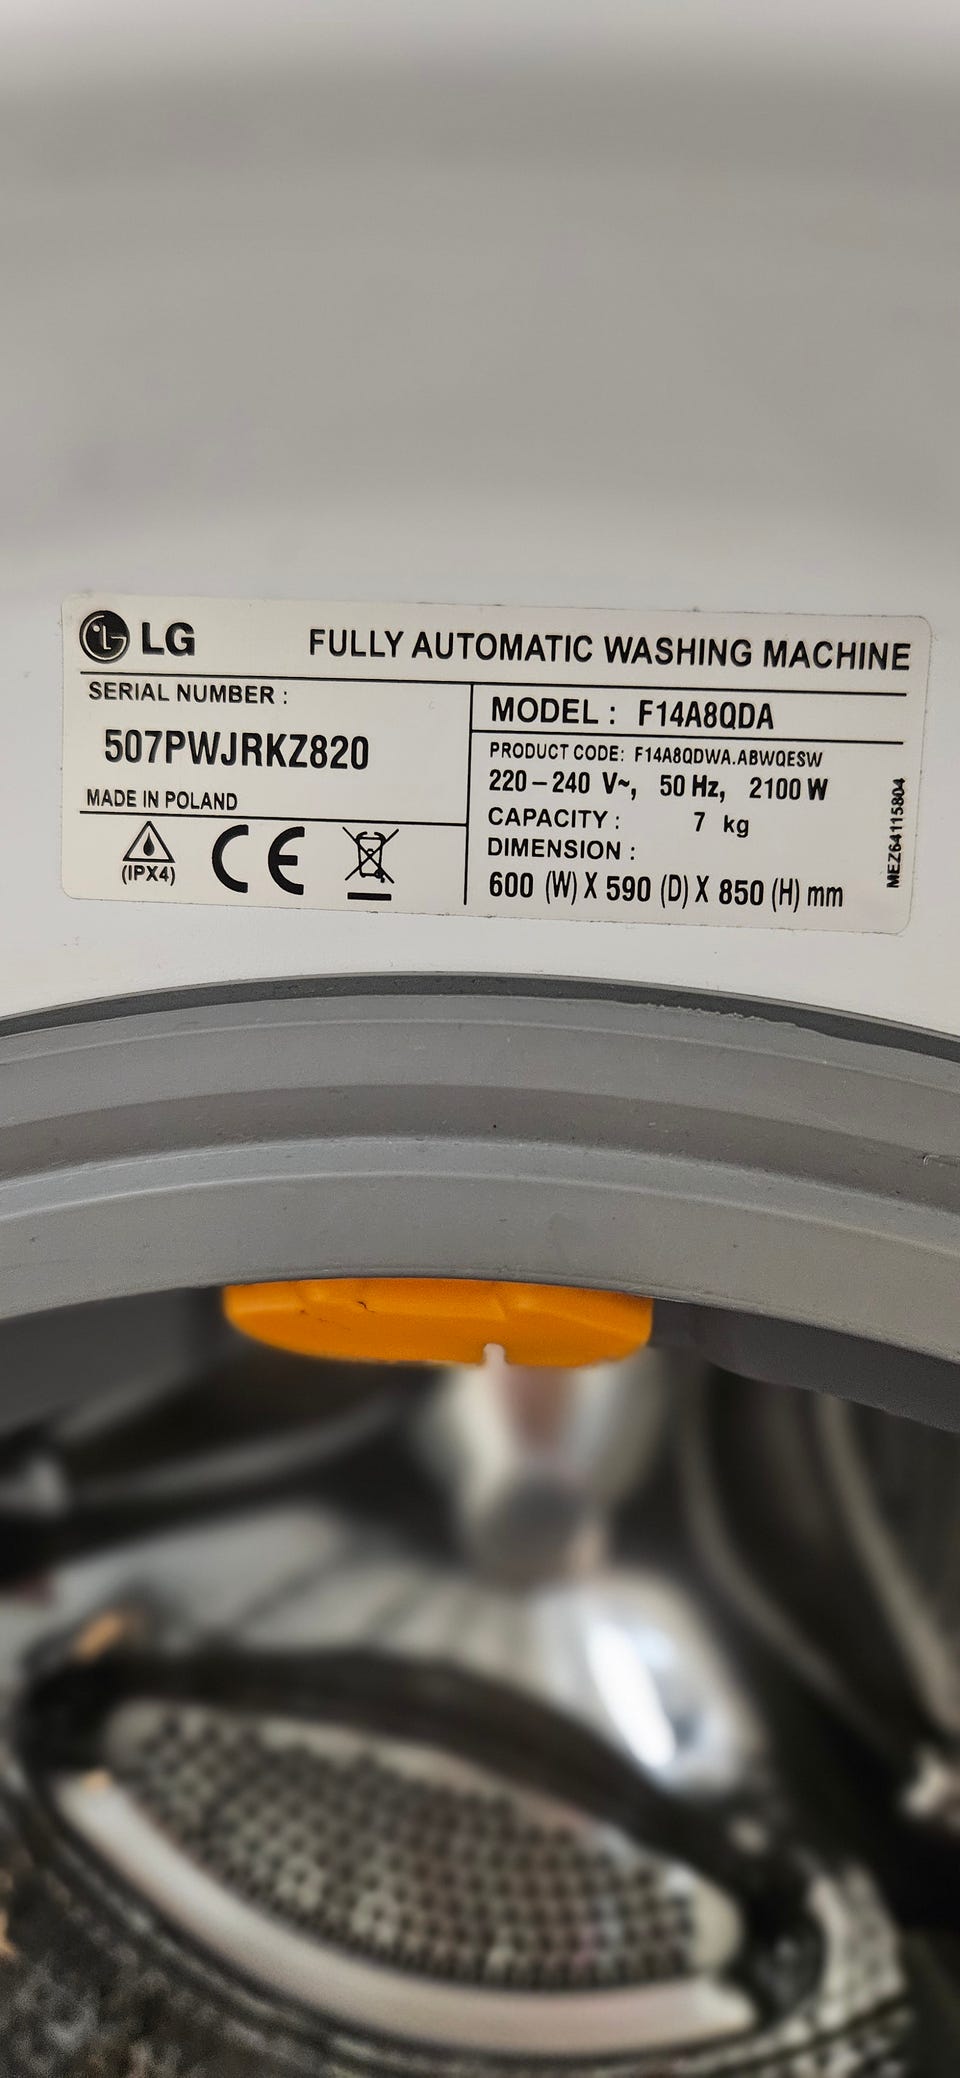 LG FULLY AUTOMATIC WASHING MACHINE
SERIAL NUMBER :
507PWJRKZ820
MADE IN POLAND
(IPX4) CE
MODEL : F14A8QDA
PRODUCT CODE: F14A8QDWA.ABWQESW
220-240 V~, 50 Hz, 2100 W
CAPACITY : 7 kg
DIMENSION :
600 (W) X 590 (D) X 850 (H) mm
MEZ64115804